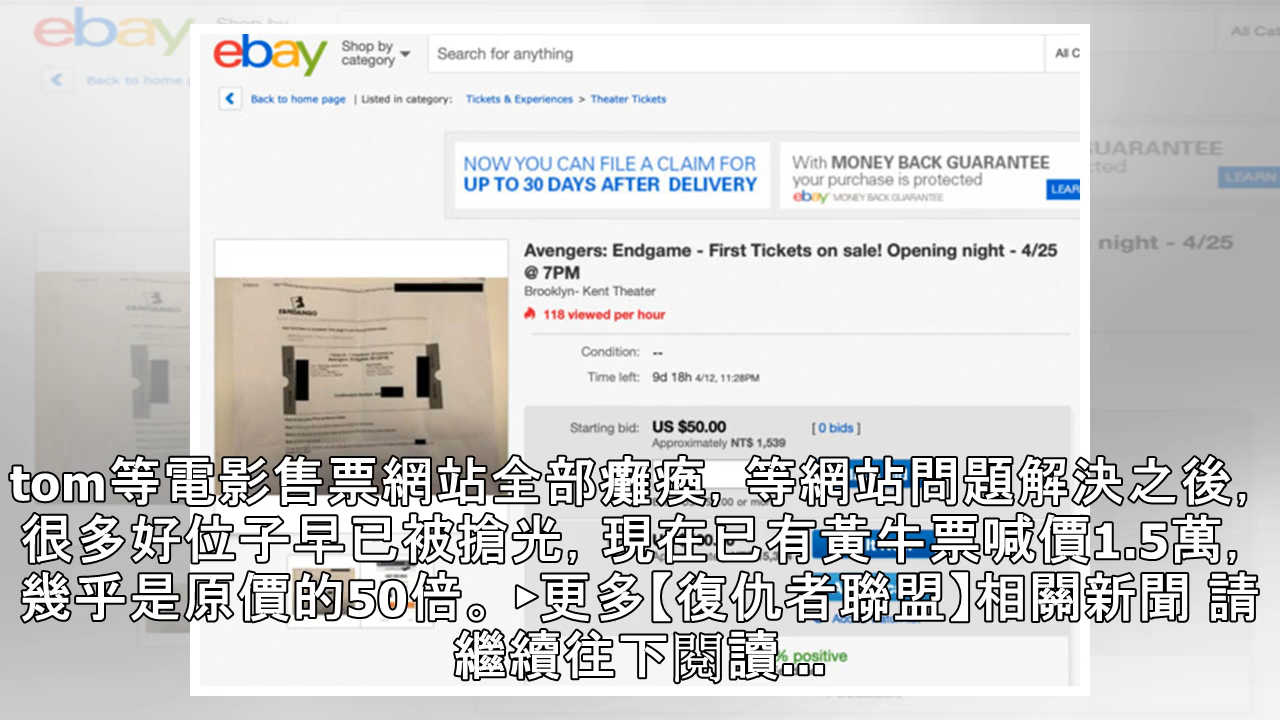 ebay
Shop by
category
Search for anything
All C
Back to home page | Listed in category: Tickets & Experiences > Theater Tickets
NOW YOU CAN FILE A CLAIM FOR
UP TO 30 DAYS AFTER DELIVERY
With MONEY BACK GUARANTEE
your purchase is protected
ebay MONEY BACK GUARANTEE
LEAR
Avengers: Endgame - First Tickets on sale! Opening night - 4/25
@ 7PM
Brooklyn- Kent Theater
118 viewed per hour
Condition: --
Time left: 9d 18h 4/12, 11:28PM
Starting bid: US $50.00 [ 0 bids ]
Approximately NT$ 1,539
FANDANGO
tom等電影售票網站全部癱瘓, 等網站問題解決之後,
很多好位子早已被搶光, 現在已有黃牛票喊價1.5萬,
幾乎是原價的50倍。▸更多【復仇者聯盟】相關新聞 請
繼續往下閱讀...
% positive